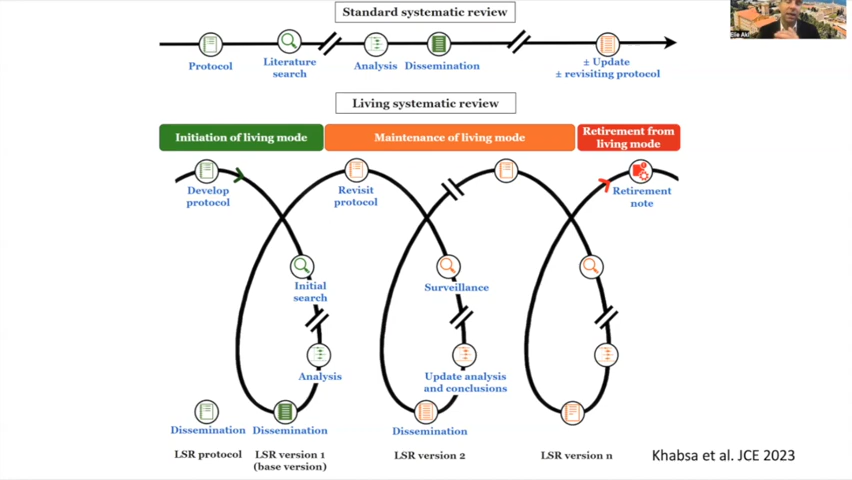 Standard systematic review
Elie Akl
Protocol
Literature
search
Analysis
Dissemination
± Update
± revisiting protocol
Living systematic review
Initiation of living mode
Maintenance of living mode
Retirement from
living mode
Develop
protocol
Revisit
protocol
Retirement
note
Initial
search
Surveillance
Analysis
Update analysis
and conclusions
Dissemination
Dissemination
Dissemination
LSR protocol
LSR version 1
(base version)
LSR version 2
LSR version n
Khabsa et al. JCE 2023